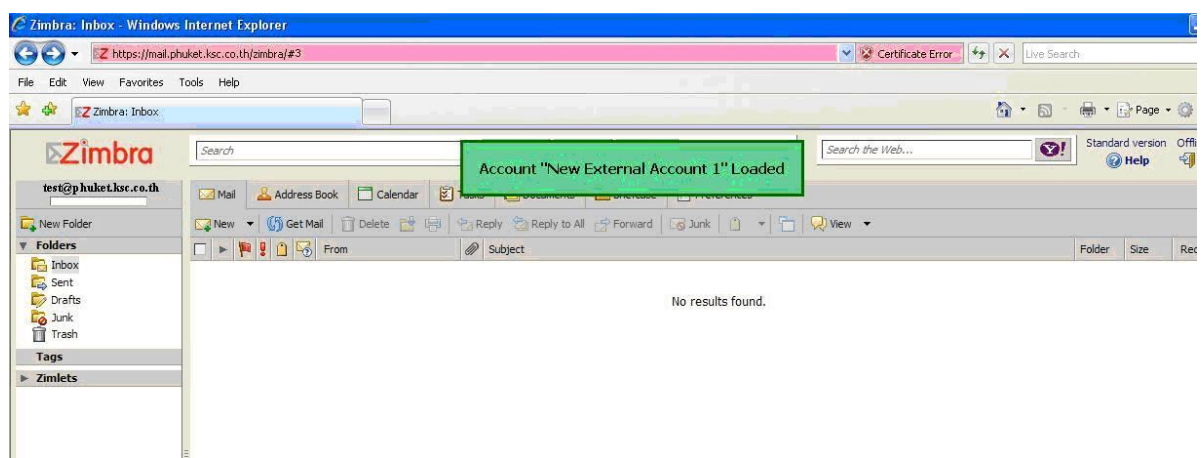 Zimbra: Inbox - Windows Internet Explorer
https://mail.phuket.ksc.co.th/zimbra/#3
Certificate Error
Live Search
File Edit View Favorites Tools Help
Zimbra: Inbox
Page
Zimbra
Search
Account "New External Account 1" Loaded
Search the Web...
Y!
Standard version
Help
test@phuket.ksc.co.th
Mail Address Book Calendar
New Folder
New Get Mail Delete Reply Reply to All Forward Junk View
Folders
From Subject Folder Size
Inbox
No results found.
Sent
Drafts
Junk
Trash
Tags
Zimlets